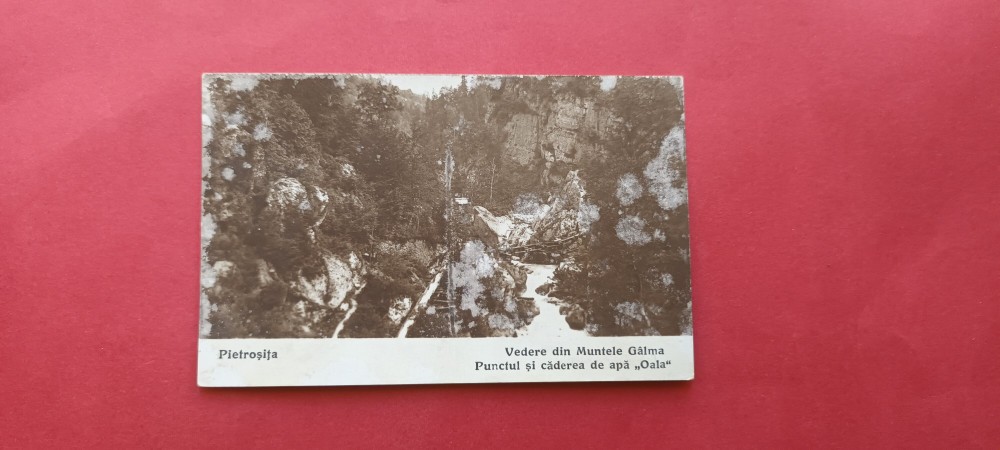 Pietroșița
Vedere din Muntele Gâlma
Punctul și căderea de apă „Oala“